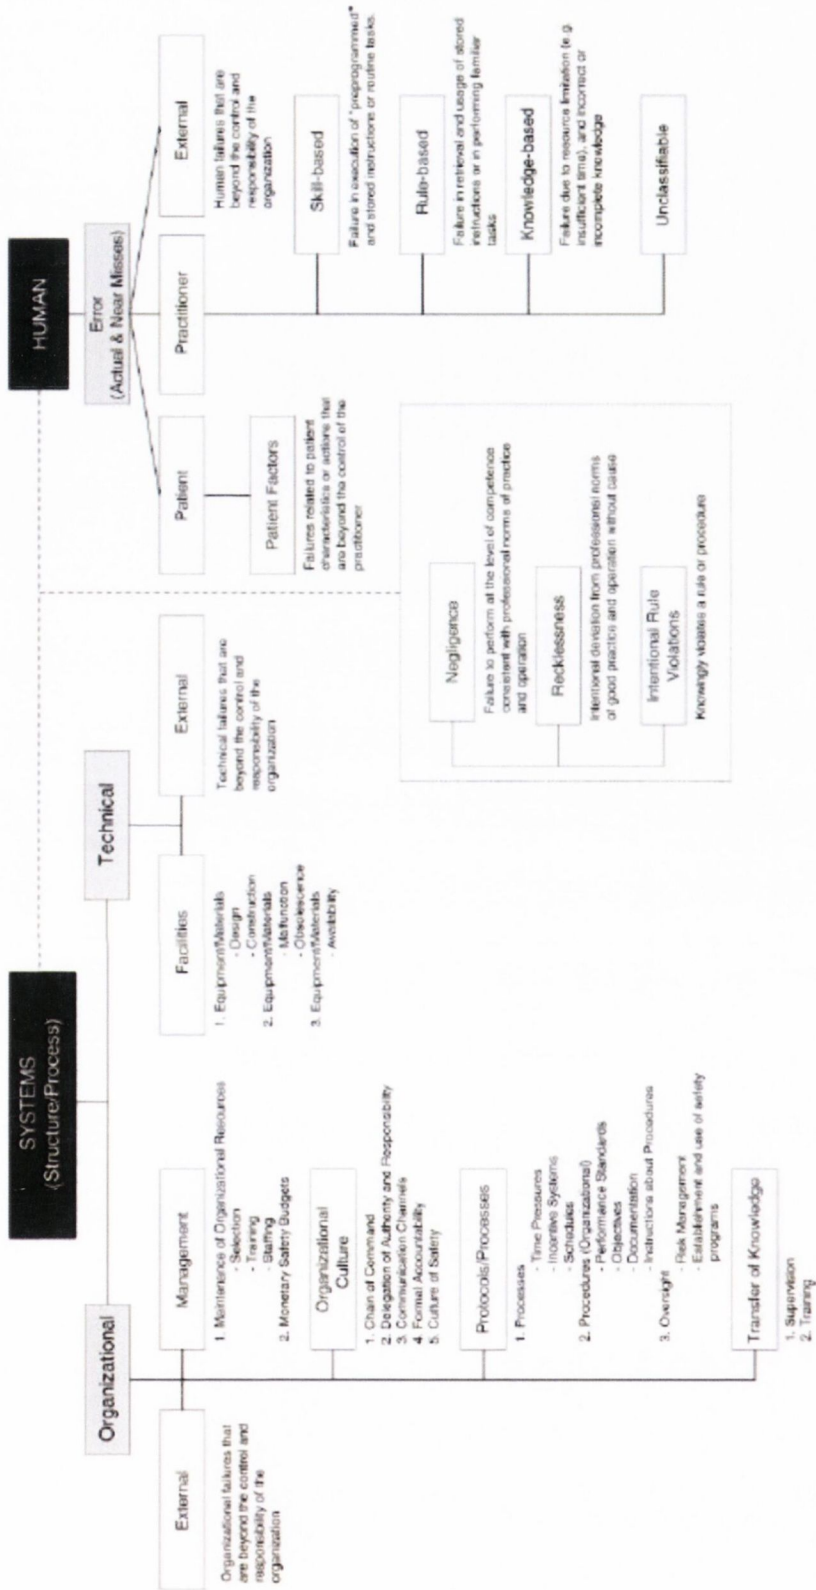 SYSTEMS
(Structure/Process)
Organizational
External
Organizational failures that
are beyond the control and
responsibility of the
organization
Management
1. Maintenance of Organizational Resources
- Selection
- Training
- Staffing
2. Monetary Safety Budgets
Organizational
Culture
1. Chain of Command
2. Delegation of Authority and Responsibility
3. Communication Channels
4. Formal Accountability
5. Culture of Safety
Protocols/Processes
1. Processes
- Time Pressures
- Incentive Systems
- Schedules
2. Procedures (Organizational)
- Performance Standards
- Objectives
- Documentation
- Instructions about Procedures
3. Oversight
Risk Management
- Establishment and use of safety
programs
Transfer of Knowledge
1. Supervision
2. Training
Technical
Facilities
1. Equipment/Materials
- Design
- Construction
2. Equipment/Materials
- Malfunction
- Obsolescence
3. Equipment/Materials
- Availability
External
Technical failures that are
beyond the control and
responsibility of the
organization
HUMAN
Error
(Actual & Near Misses)
Patient
Patient Factors
Failures related to patient
characteristics or actions that
are beyond the control of the
practitioner
Practitioner
Skill-based
Failure in execution of "preprogrammed"
and stored instructions or routine tasks.
Rule-based
Failure in retrieval and usage of stored
instructions or in performing familiar
tasks
Knowledge-based
Failure due to resource limitation (e.g.
insufficient time), and incorrect or
incomplete knowledge
Unclassifiable
External
Human failures that are
beyond the control and
responsibility of the
organization
Negligence
Failure to perform at the level of competence
consistent with professional norms of practice
and operation
Recklessness
Intentional deviation from professional norms
of good practice and operation without cause
Intentional Rule
Violations
Knowingly violates a rule or procedure